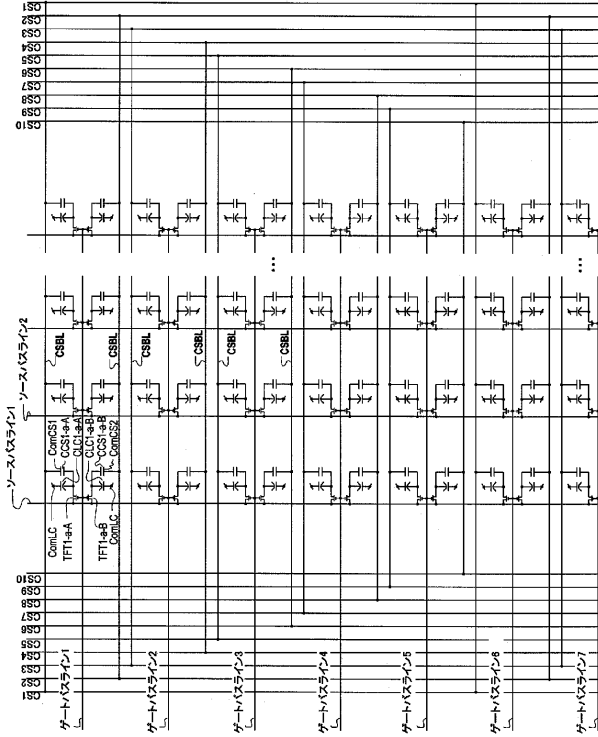 CS1
CS2
CS3
CS4
CS5
CS6
CS7
CS8
CS9
CS10
...
...
ソースバスライン2
ソースバスライン1
CSBL
CSBL
CSBL
CSBL
CSBL
CSBL
ComCS1
CCS1-a-A
CLC1-a-A
CLC1-a-B
CCS1-a-B
ComCS2
ComLC
TFT1-a-A
TFT1-a-B
ComLC
CS10
CS9
CS8
CS7
CS6
CS5
CS4
CS3
CS2
CS1
ゲートバスライン1
ゲートバスライン2
ゲートバスライン3
ゲートバスライン4
ゲートバスライン5
ゲートバスライン6
ゲートバスライン7